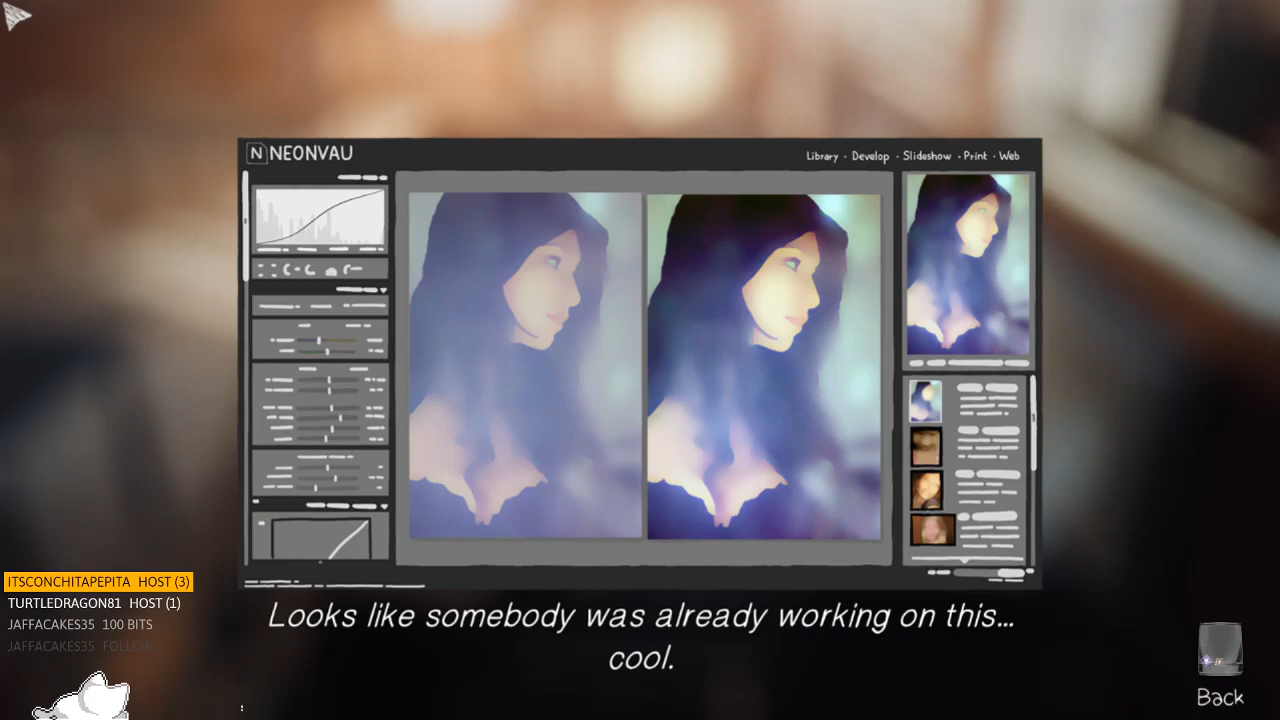 N NEONVAU
Library · Develop · Slideshow · Print · Web
ITSCONCHITAPEPITA HOST (3)
TURTLEDRAGON81 HOST (1)
JAFFACAKES35 100 BITS
JAFFACAKES35 FOLLOW
Looks like somebody was already working on this...
cool.
Back